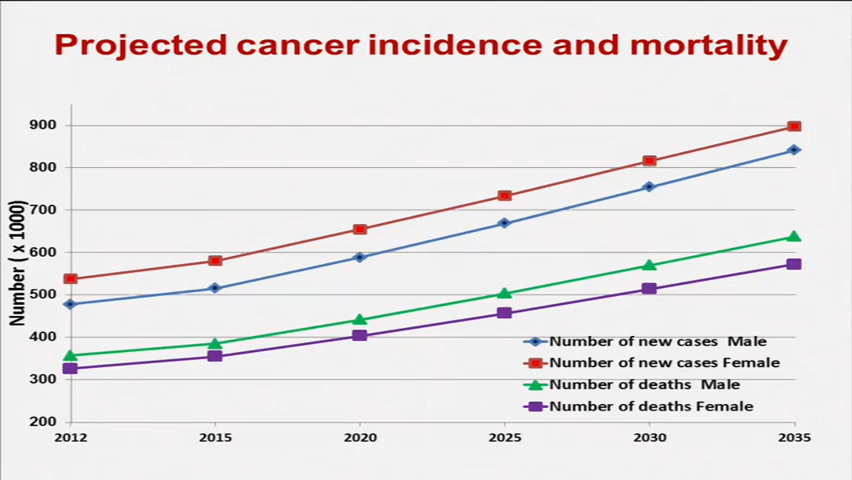 Projected cancer incidence and mortality
Number ( x 1000)
900
800
700
600
500
400
300
200
2012 2015 2020 2025 2030 2035
Number of new cases Male
Number of new cases Female
Number of deaths Male
Number of deaths Female